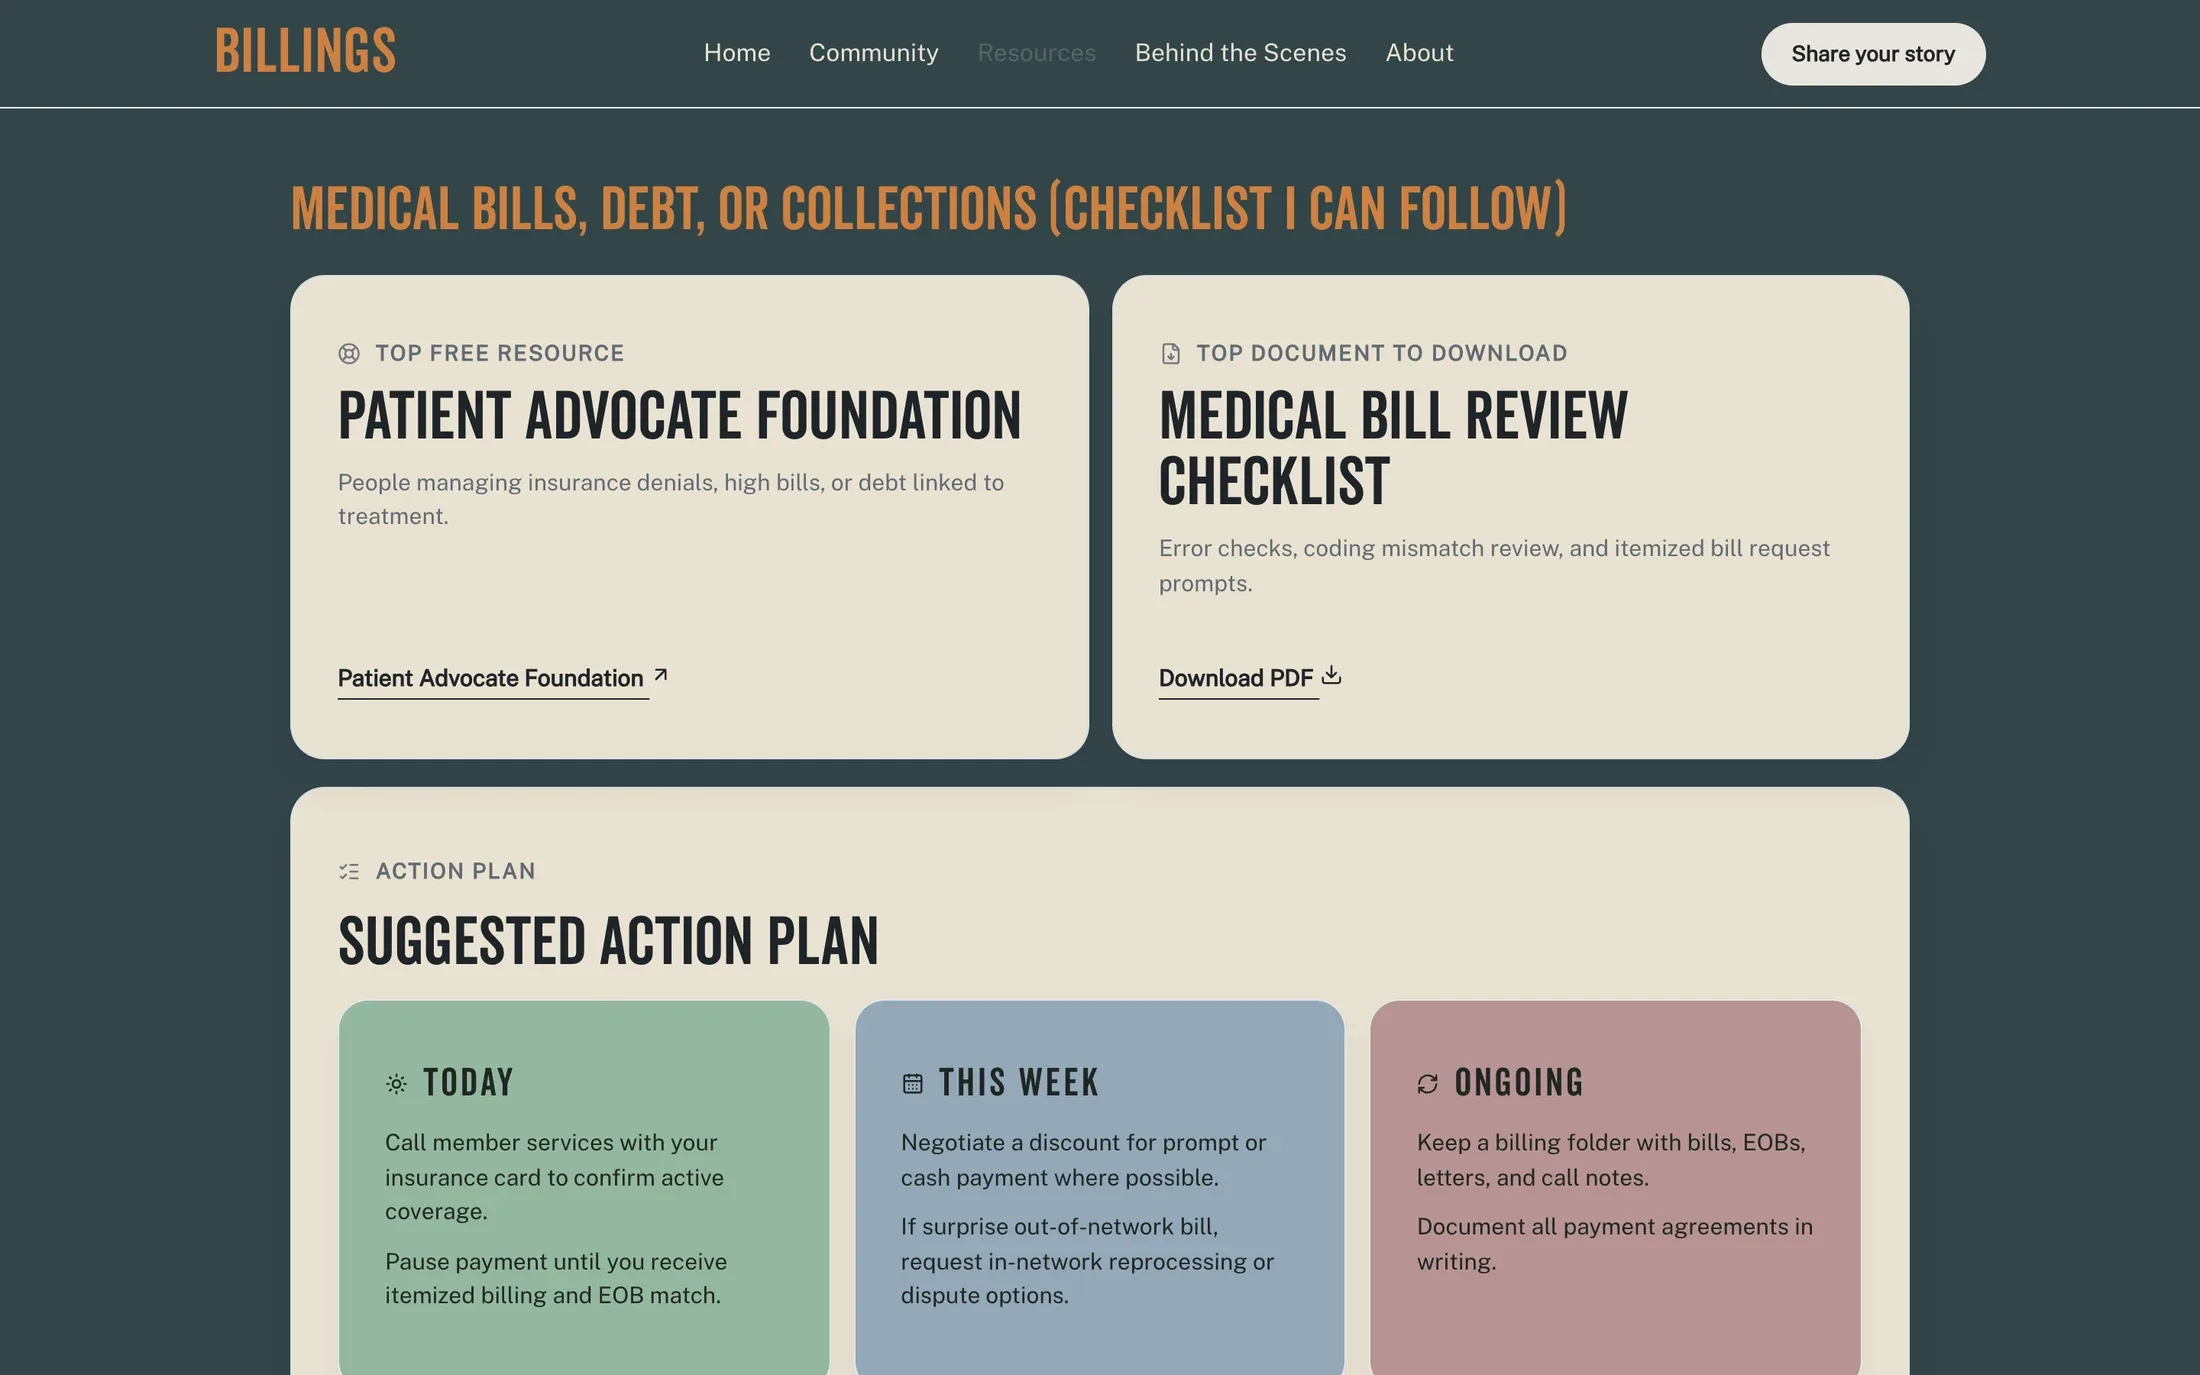 BILLINGS
Home
Community
Resources
Behind the Scenes
About
Share your story
MEDICAL BILLS, DEBT, OR COLLECTIONS (CHECKLIST I CAN FOLLOW)
TOP FREE RESOURCE
PATIENT ADVOCATE FOUNDATION
People managing insurance denials, high bills, or debt linked to
treatment.
Patient Advocate Foundation
TOP DOCUMENT TO DOWNLOAD
MEDICAL BILL REVIEW
CHECKLIST
Error checks, coding mismatch review, and itemized bill request
prompts.
Download PDF
ACTION PLAN
SUGGESTED ACTION PLAN
TODAY
Call member services with your
insurance card to confirm active
coverage.
Pause payment until you receive
itemized billing and EOB match.
THIS WEEK
Negotiate a discount for prompt or
cash payment where possible.
If surprise out-of-network bill,
request in-network reprocessing or
dispute options.
ONGOING
Keep a billing folder with bills, EOBs,
letters, and call notes.
Document all payment agreements in
writing.